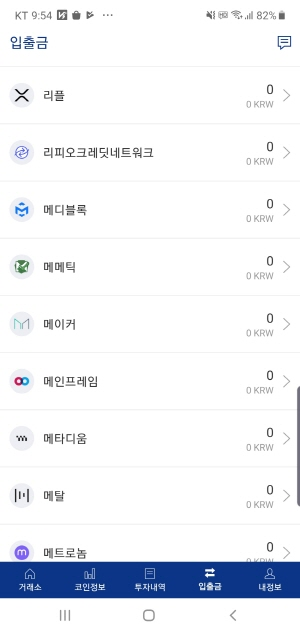 KT 9:54
82%
입출금
리플
0
0 KRW
리피오크레딧네트워크
0
0 KRW
메디블록
0
0 KRW
메메틱
0
0 KRW
메이커
0
0 KRW
메인프레임
0
0 KRW
메타디움
0
0 KRW
메탈
0
0 KRW
메트로놈
0
0 KRW
거래소
코인정보
투자내역
입출금
내정보